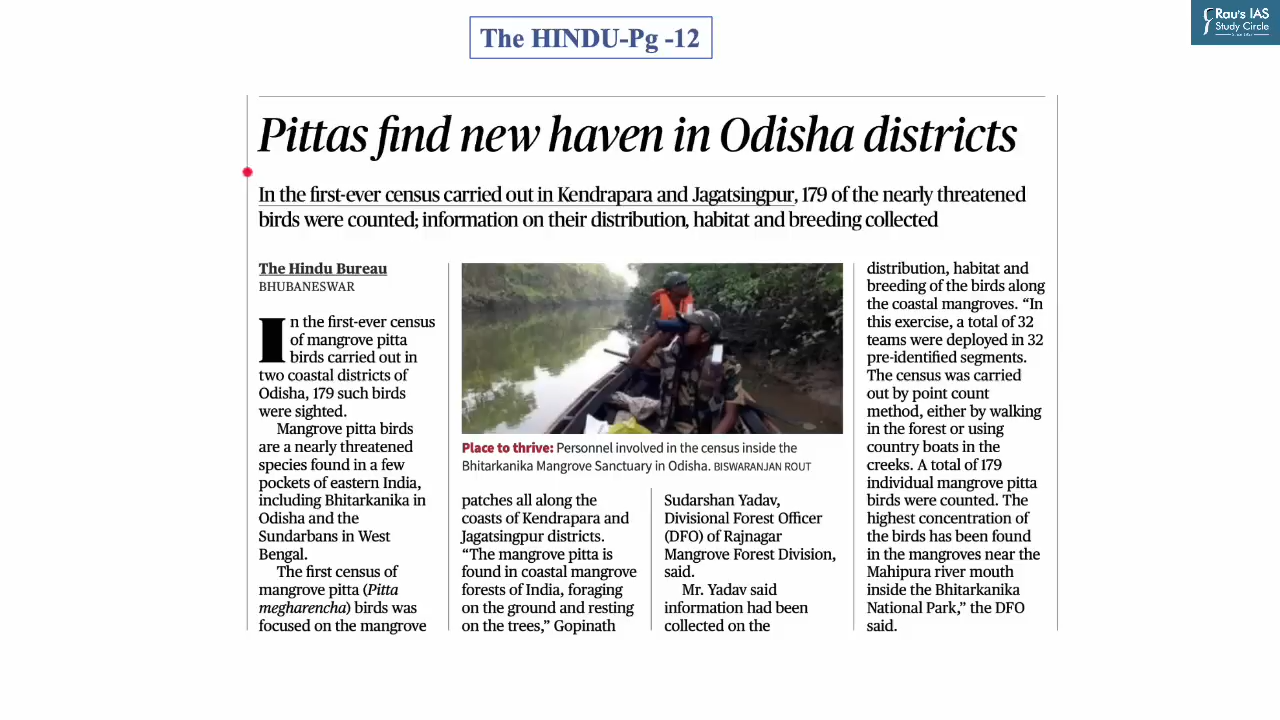 The HINDU-Pg -12
Rau's IAS
Study Circle
Pittas find new haven in Odisha districts
In the first-ever census carried out in Kendrapara and Jagatsingpur, 179 of the nearly threatened
birds were counted; information on their distribution, habitat and breeding collected
The Hindu Bureau
BHUBANESWAR
In the first-ever census
of mangrove pitta
birds carried out in
two coastal districts of
Odisha, 179 such birds
were sighted.
Mangrove pitta birds
are a nearly threatened
species found in a few
pockets of eastern India,
including Bhitarkanika in
Odisha and the
Sundarbans in West
Bengal.
The first census of
mangrove pitta (Pitta
megharencha) birds was
focused on the mangrove
Place to thrive: Personnel involved in the census inside the
Bhitarkanika Mangrove Sanctuary in Odisha. BISWARANJAN ROUT
patches all along the
coasts of Kendrapara and
Jagatsingpur districts.
“The mangrove pitta is
found in coastal mangrove
forests of India, foraging
on the ground and resting
on the trees,” Gopinath
Sudarshan Yadav,
Divisional Forest Officer
(DFO) of Rajnagar
Mangrove Forest Division,
said.
Mr. Yadav said
information had been
collected on the
distribution, habitat and
breeding of the birds along
the coastal mangroves. “In
this exercise, a total of 32
teams were deployed in 32
pre-identified segments.
The census was carried
out by point count
method, either by walking
in the forest or using
country boats in the
creeks. A total of 179
individual mangrove pitta
birds were counted. The
highest concentration of
the birds has been found
in the mangroves near the
Mahipura river mouth
inside the Bhitarkanika
National Park,” the DFO
said.